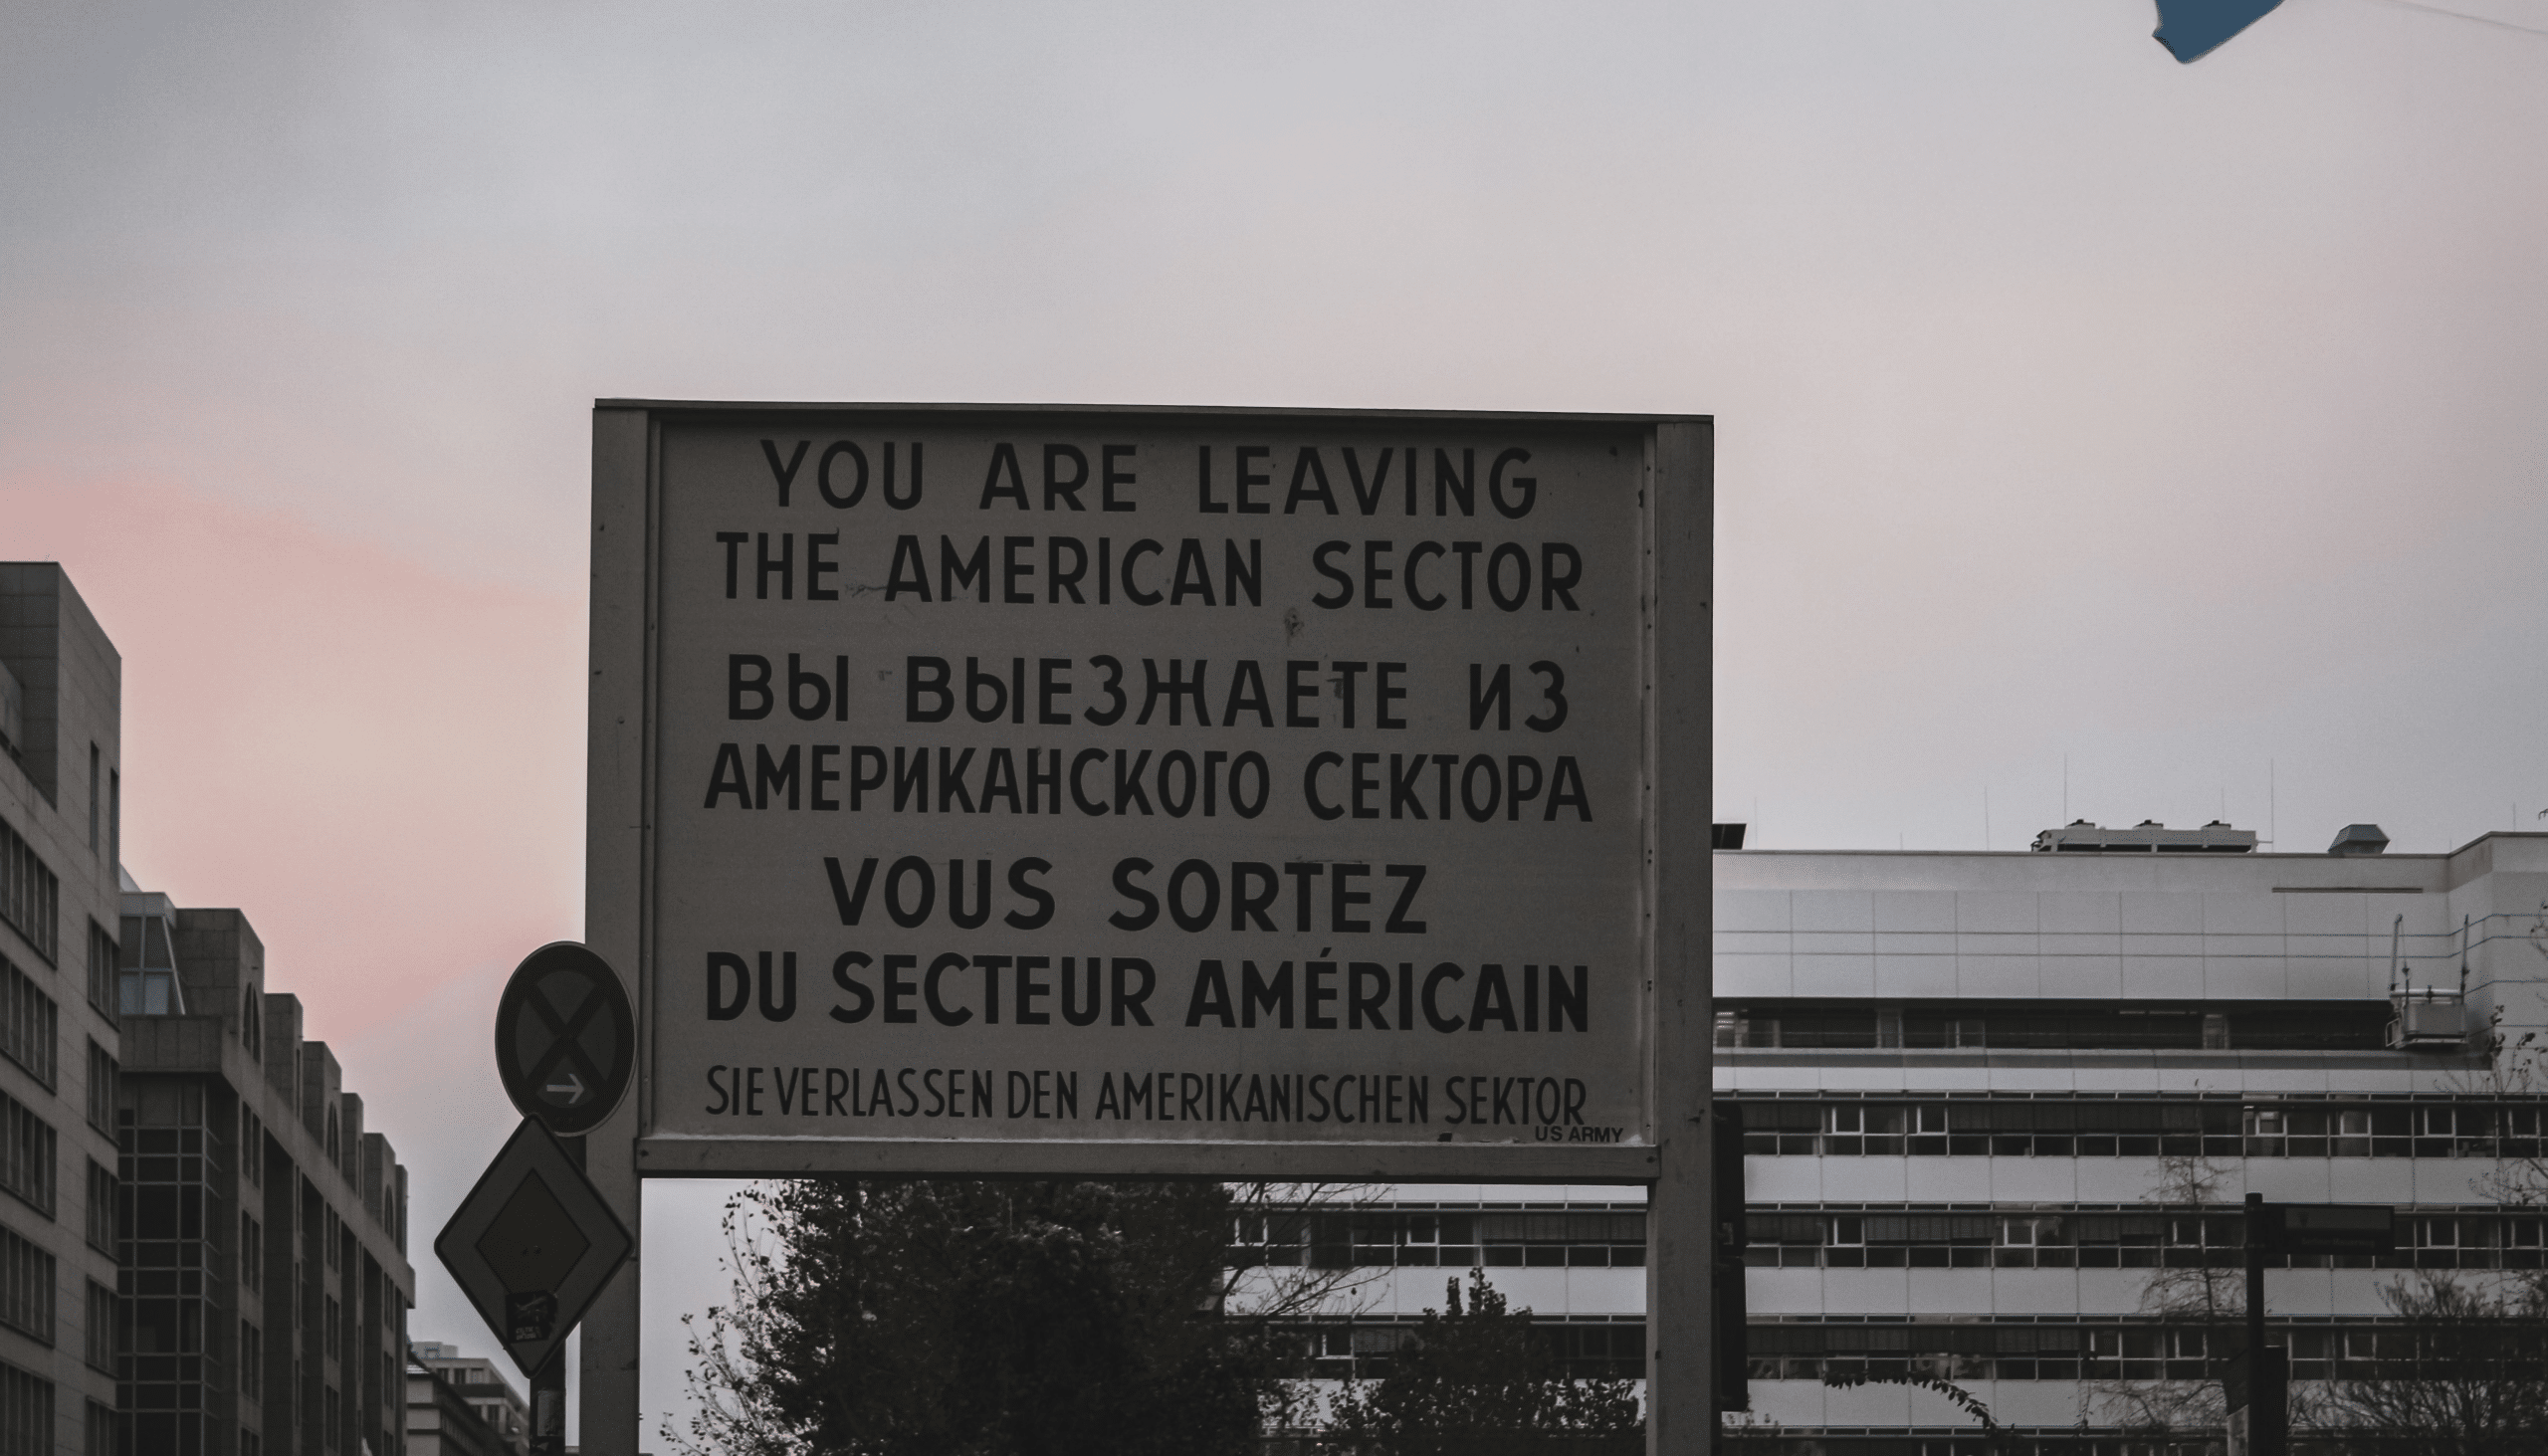 YOU ARE LEAVING
THE AMERICAN SECTOR
ВЫ ВЫЕЗЖАЕТЕ ИЗ
АМЕРИКАНСКОГО СЕКТОРА
VOUS SORTEZ
DU SECTEUR AMÉRICAIN
SIE VERLASSEN DEN AMERIKANISCHEN SEKTOR
US ARMY